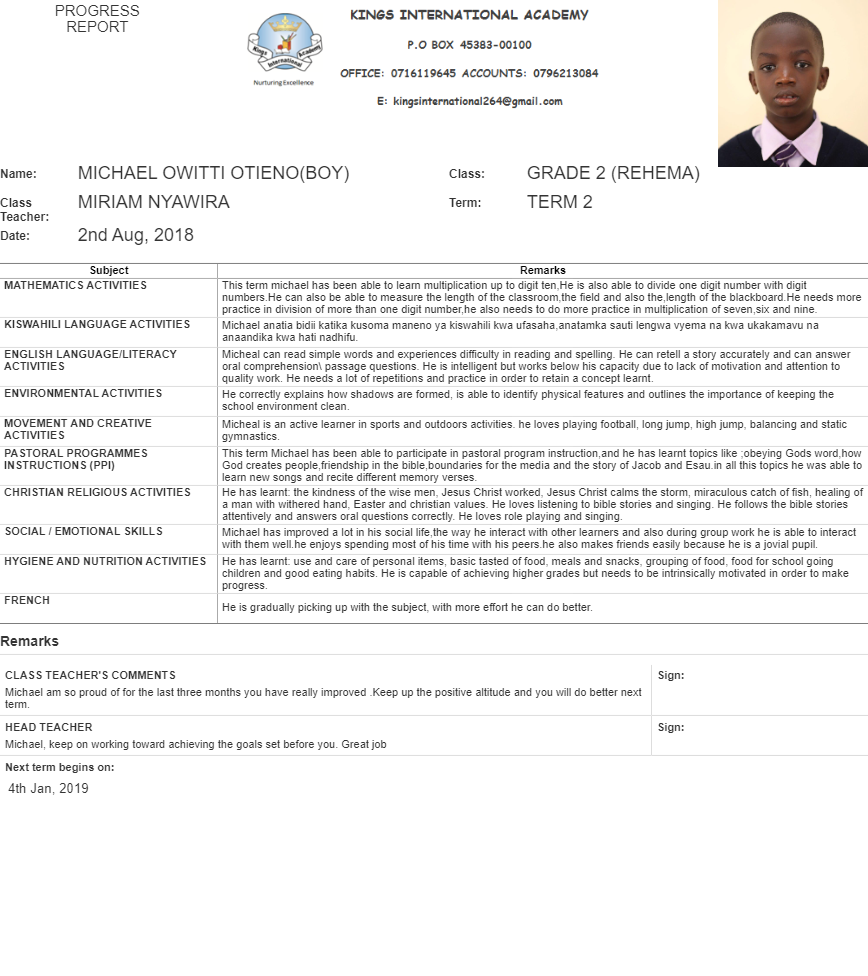 PROGRESS
REPORT
Kings International Academy
Nurturing Excellence
KINGS INTERNATIONAL ACADEMY
P.O BOX 45383-00100
OFFICE: 0716119645 ACCOUNTS: 0796213084
E: kingsinternational264@gmail.com
Name: MICHAEL OWITTI OTIENO(BOY) Class: GRADE 2 (REHEMA)
Class Teacher: MIRIAM NYAWIRA Term: TERM 2
Date: 2nd Aug, 2018
Subject Remarks
MATHEMATICS ACTIVITIES
This term michael has been able to learn multiplication up to digit ten,He is also able to divide one digit number with digit
numbers.He can also be able to measure the length of the classroom,the field and also the,length of the blackboard.He needs more
practice in division of more than one digit number,he also needs to do more practice in multiplication of seven,six and nine.
KISWAHILI LANGUAGE ACTIVITIES
Michael anatia bidii katika kusoma maneno ya kiswahili kwa ufasaha,anatamka sauti lengwa vyema na kwa ukakamavu na
anaandika kwa hati nadhifu.
ENGLISH LANGUAGE/LITERACY
ACTIVITIES
Micheal can read simple words and experiences difficulty in reading and spelling. He can retell a story accurately and can answer
oral comprehension\ passage questions. He is intelligent but works below his capacity due to lack of motivation and attention to
quality work. He needs a lot of repetitions and practice in order to retain a concept learnt.
ENVIRONMENTAL ACTIVITIES
He correctly explains how shadows are formed, is able to identify physical features and outlines the importance of keeping the
school environment clean.
MOVEMENT AND CREATIVE
ACTIVITIES
Micheal is an active learner in sports and outdoors activities. he loves playing football, long jump, high jump, balancing and static
gymnastics.
PASTORAL PROGRAMMES
INSTRUCTIONS (PPI)
This term Michael has been able to participate in pastoral program instruction,and he has learnt topics like ;obeying Gods word,how
God creates people,friendship in the bible,boundaries for the media and the story of Jacob and Esau.in all this topics he was able to
learn new songs and recite different memory verses.
CHRISTIAN RELIGIOUS ACTIVITIES
He has learnt: the kindness of the wise men, Jesus Christ worked, Jesus Christ calms the storm, miraculous catch of fish, healing of
a man with withered hand, Easter and christian values. He loves listening to bible stories and singing. He follows the bible stories
attentively and answers oral questions correctly. He loves role playing and singing.
SOCIAL / EMOTIONAL SKILLS
Michael has improved a lot in his social life,the way he interact with other learners and also during group work he is able to interact
with them well.he enjoys spending most of his time with his peers.he also makes friends easily because he is a jovial pupil.
HYGIENE AND NUTRITION ACTIVITIES
He has learnt: use and care of personal items, basic tasted of food, meals and snacks, grouping of food, food for school going
children and good eating habits. He is capable of achieving higher grades but needs to be intrinsically motivated in order to make
progress.
FRENCH
He is gradually picking up with the subject, with more effort he can do better.
Remarks
CLASS TEACHER'S COMMENTS Sign:
Michael am so proud of for the last three months you have really improved .Keep up the positive altitude and you will do better next
term.
HEAD TEACHER Sign:
Michael, keep on working toward achieving the goals set before you. Great job
Next term begins on:
4th Jan, 2019